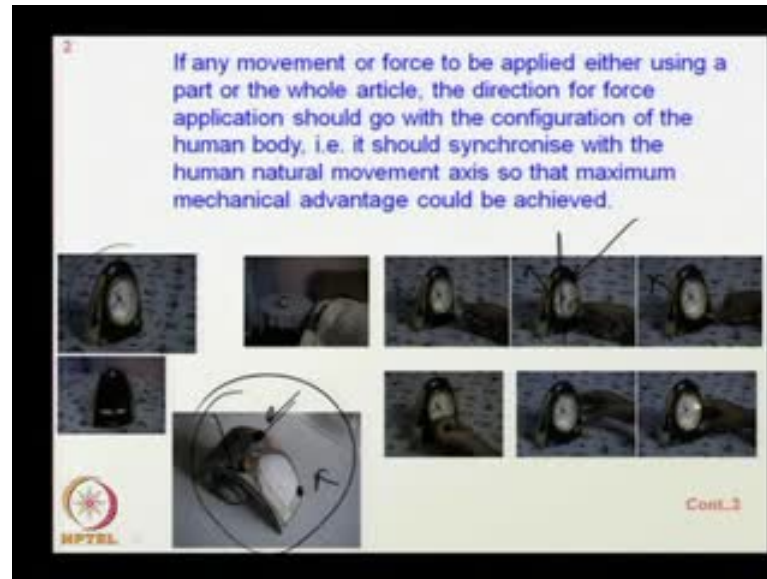 2
If any movement or force to be applied either using a
part or the whole article, the direction for force
application should go with the configuration of the
human body, i.e. it should synchronise with the
human natural movement axis so that maximum
mechanical advantage could be achieved.
NPTEL
Cont..3